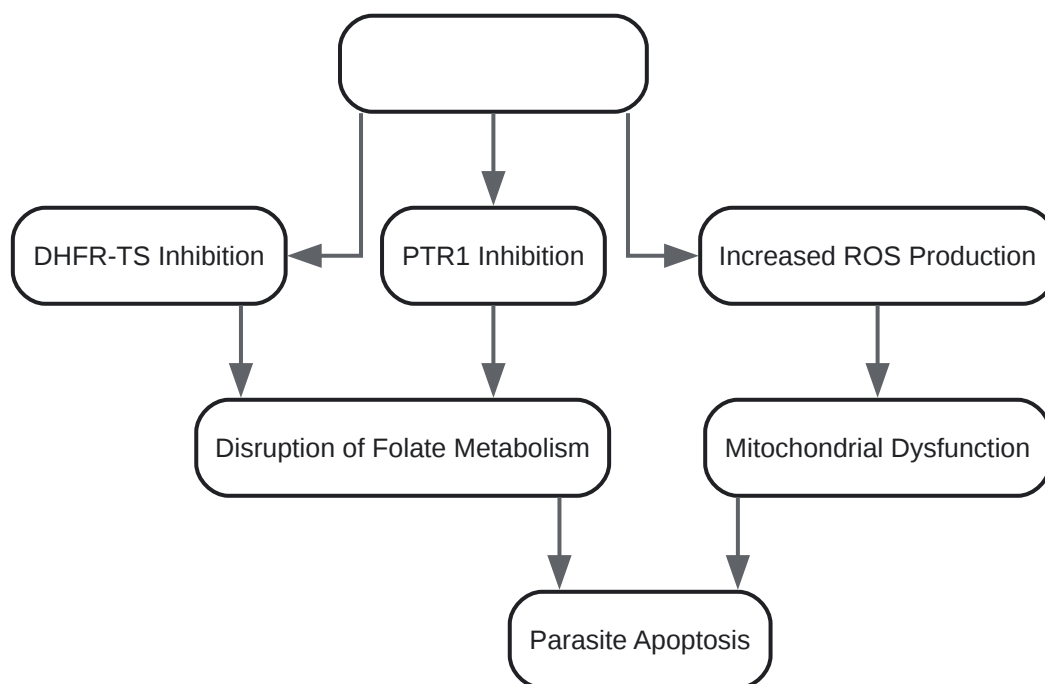 DHFR-TS Inhibition
PTR1 Inhibition
Increased ROS Production
Disruption of Folate Metabolism
Mitochondrial Dysfunction
Parasite Apoptosis